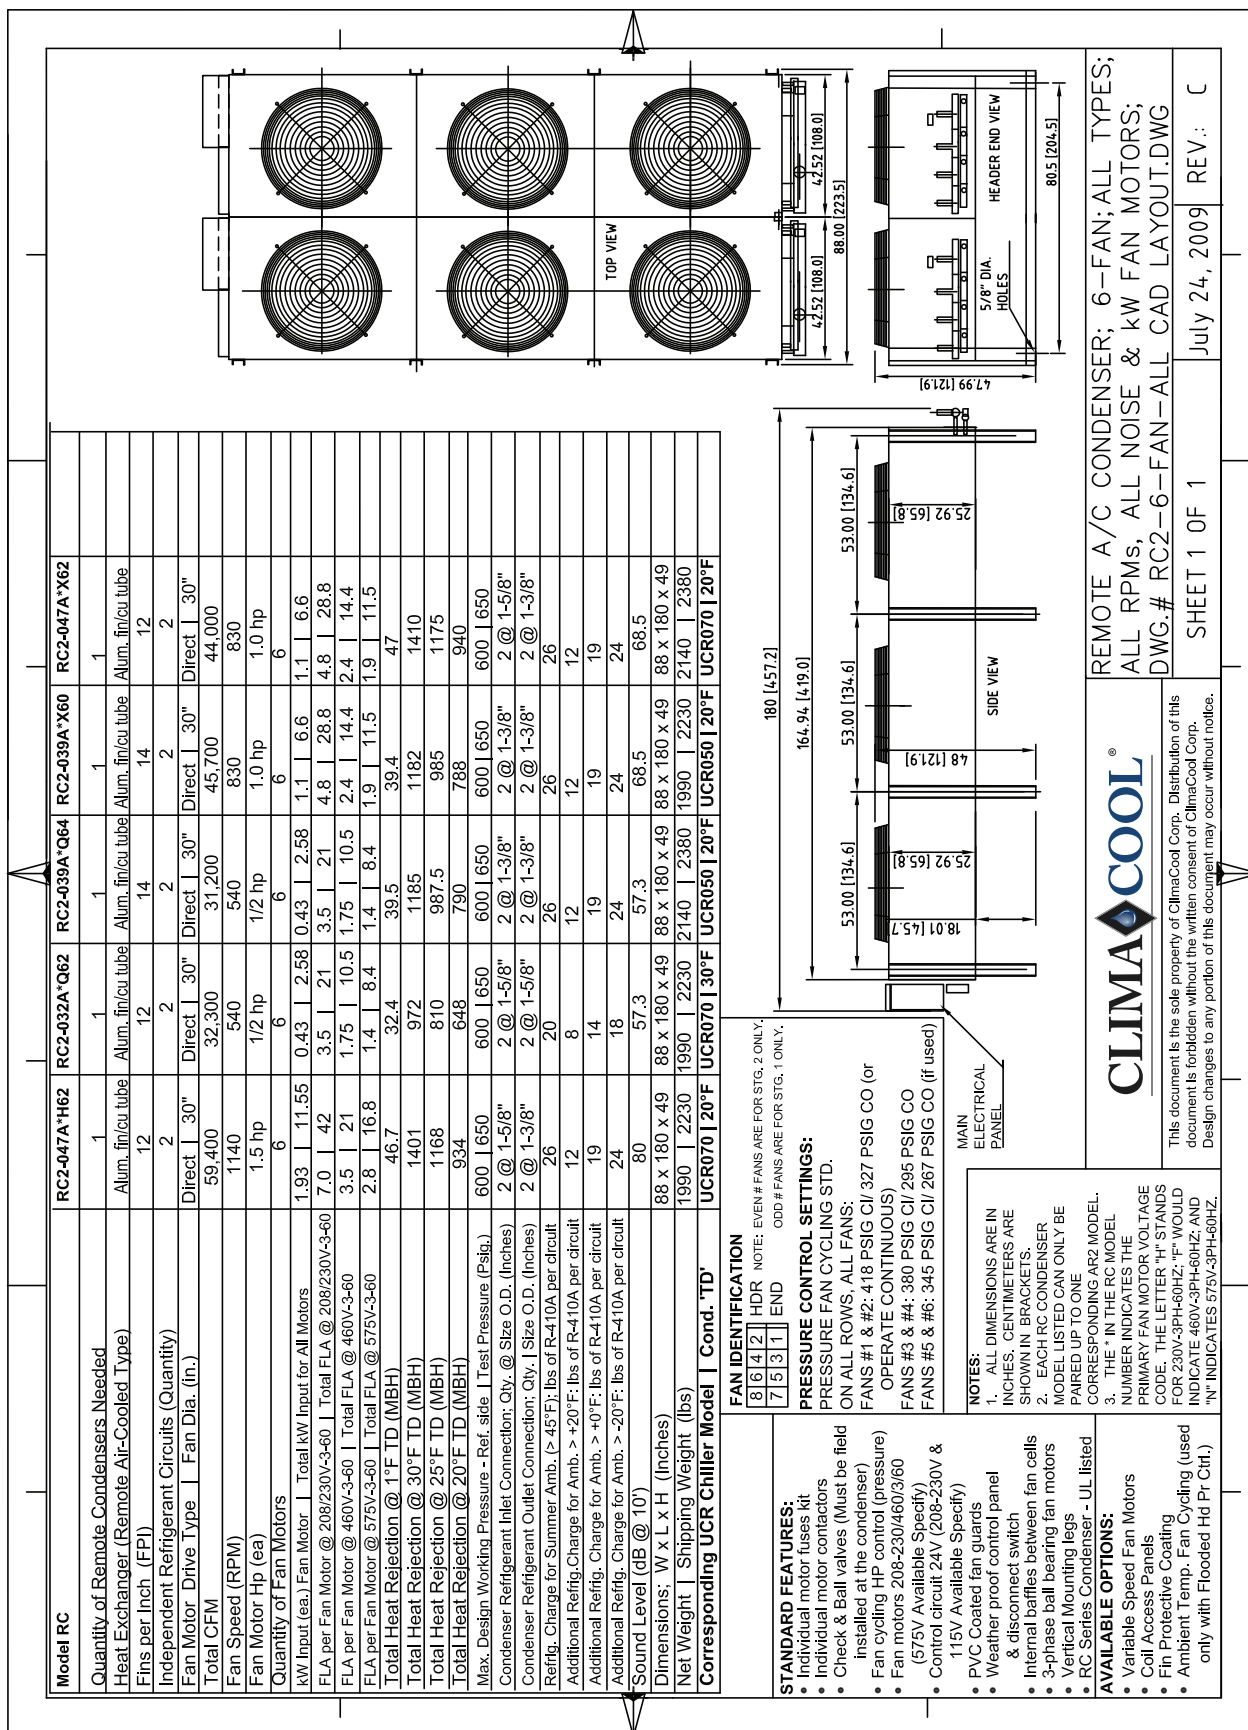 Model RC RC2-047A*H62 RC2-032A*Q62 RC2-039A*Q64 RC2-039A*X60 RC2-047A*X62
Quantity of Remote Condensers Needed 1 1 1 1 1
Heat Exchanger (Remote Air-Cooled Type) Alum. fin/cu tube Alum. fin/cu tube Alum. fin/cu tube Alum. fin/cu tube Alum. fin/cu tube
Fins per Inch (FPI) 12 12 14 14 12
Independent Refrigerant Circuits (Quantity) 2 2 2 2 2
Fan Motor Drive Type | Fan Dia. (in.) Direct | 30" Direct | 30" Direct | 30" Direct | 30" Direct | 30"
Total CFM 59,400 32,300 31,200 45,700 44,000
Fan Speed (RPM) 1140 540 540 830 830
Fan Motor Hp (ea) 1.5 hp 1/2 hp 1/2 hp 1.0 hp 1.0 hp
Quantity of Fan Motors 6 6 6 6 6
kW Input (ea.) Fan Motor | Total kW Input for All Motors 1.93 | 11.55 0.43 | 2.58 0.43 | 2.58 1.1 | 6.6 1.1 | 6.6
FLA per Fan Motor @ 208/230V-3-60 | Total FLA @ 208/230V-3-60 7.0 | 42 3.5 | 21 3.5 | 21 4.8 | 28.8 4.8 | 28.8
FLA per Fan Motor @ 460V-3-60 | Total FLA @ 460V-3-60 3.5 | 21 1.75 | 10.5 1.75 | 10.5 2.4 | 14.4 2.4 | 14.4
FLA per Fan Motor @ 575V-3-60 | Total FLA @ 575V-3-60 2.8 | 16.8 1.4 | 8.4 1.4 | 8.4 1.9 | 11.5 1.9 | 11.5
Total Heat Rejection @ 1°F TD (MBH) 46.7 32.4 39.5 39.4 47
Total Heat Rejection @ 30°F TD (MBH) 1401 972 1185 1182 1410
Total Heat Rejection @ 25°F TD (MBH) 1168 810 987.5 985 1175
Total Heat Rejection @ 20°F TD (MBH) 934 648 790 788 940
Max. Design Working Pressure - Ref. side | Test Pressure (Psig.) 600 | 650 600 | 650 600 | 650 600 | 650 600 | 650
Condenser Refrigerant Inlet Connection; Qty. @ Size O.D. (Inches) 2 @ 1-5/8" 2 @ 1-5/8" 2 @ 1-3/8" 2 @ 1-3/8" 2 @ 1-5/8"
Condenser Refrigerant Outlet Connection; Qty. | Size O.D. (Inches) 2 @ 1-3/8" 2 @ 1-5/8" 2 @ 1-3/8" 2 @ 1-3/8" 2 @ 1-3/8"
Refrig. Charge for Summer Amb. (> 45°F); lbs of R-410A per circuit 26 20 26 26 26
Additional Refrig.Charge for Amb. > +20°F; lbs of R-410A per circuit 12 8 12 12 12
Additional Refrig. Charge for Amb. > +0°F; lbs of R-410A per circuit 19 14 19 19 19
Additional Refrig. Charge for Amb. > -20°F; lbs of R-410A per circuit 24 18 24 24 24
Sound Level (dB @ 10') 80 57.3 57.3 68.5 68.5
Dimensions; W x L x H (Inches) 88 x 180 x 49 88 x 180 x 49 88 x 180 x 49 88 x 180 x 49 88 x 180 x 49
Net Weight | Shipping Weight (lbs) 1990 | 2230 1990 | 2230 2140 | 2380 1990 | 2230 2140 | 2380
Corresponding UCR Chiller Model | Cond. 'TD' UCR070 | 20°F UCR070 | 30°F UCR050 | 20°F UCR050 | 20°F UCR070 | 20°F
TOP VIEW
42.52 [108.0]
42.52 [108.0]
88.00 [223.5]
STANDARD FEATURES:
• Individual motor fuses kit
• Individual motor contactors
• Check & Ball valves (Must be field
installed at the condenser)
• Fan cycling HP control (pressure)
• Fan motors 208-230/460/3/60
(575V Available Specify)
• Control circuit 24V (208-230V &
115V Available Specify)
• PVC Coated fan guards
• Weather proof control panel
& disconnect switch
• Internal baffles between fan cells
• 3-phase ball bearing fan motors
• Vertical Mounting legs
• RC Series Condenser - UL listed
AVAILABLE OPTIONS:
• Variable Speed Fan Motors
• Coil Access Panels
• Fin Protective Coating
• Ambient Temp. Fan Cycling (used
only with Flooded Hd Pr Ctrl.)
FAN IDENTIFICATION
8 6 4 2 HDR NOTE: EVEN # FANS ARE FOR STG. 2 ONLY.
7 5 3 1 END ODD # FANS ARE FOR STG. 1 ONLY.
PRESSURE CONTROL SETTINGS:
PRESSURE FAN CYCLING STD.
ON ALL ROWS, ALL FANS:
FANS #1 & #2: 418 PSIG CI/ 327 PSIG CO (or
OPERATE CONTINUOUS)
FANS #3 & #4: 380 PSIG CI/ 295 PSIG CO
FANS #5 & #6: 345 PSIG CI/ 267 PSIG CO (if used)
NOTES:
1. ALL DIMENSIONS ARE IN
INCHES. CENTIMETERS ARE
SHOWN IN BRACKETS.
2. EACH RC CONDENSER
MODEL LISTED CAN ONLY BE
PAIRED UP TO ONE
CORRESPONDING AR2 MODEL.
3. THE * IN THE RC MODEL
NUMBER INDICATES THE
PRIMARY FAN MOTOR VOLTAGE
CODE. THE LETTER "H" STANDS
FOR 230V-3PH-60HZ; "F" WOULD
INDICATE 460V-3PH-60HZ; AND
"N" INDICATES 575V-3PH-60HZ.
MAIN
ELECTRICAL
PANEL
180 [457.2]
164.94 [419.0]
53.00 [134.6]
53.00 [134.6]
53.00 [134.6]
18.01 [45.7]
25.92 [65.8]
48 [121.9]
25.92 [65.8]
SIDE VIEW
47.99 [121.9]
5/8" DIA.
HOLES
HEADER END VIEW
80.5 [204.5]
CLIMACOOL®
This document is the sole property of ClimaCool Corp. Distribution of this
document is forbidden without the written consent of ClimaCool Corp.
Design changes to any portion of this document may occur without notice.
REMOTE A/C CONDENSER; 6-FAN; ALL TYPES;
ALL RPMs, ALL NOISE & kW FAN MOTORS;
DWG.# RC2-6-FAN-ALL CAD LAYOUT.DWG
SHEET 1 OF 1
July 24, 2009
REV.: C